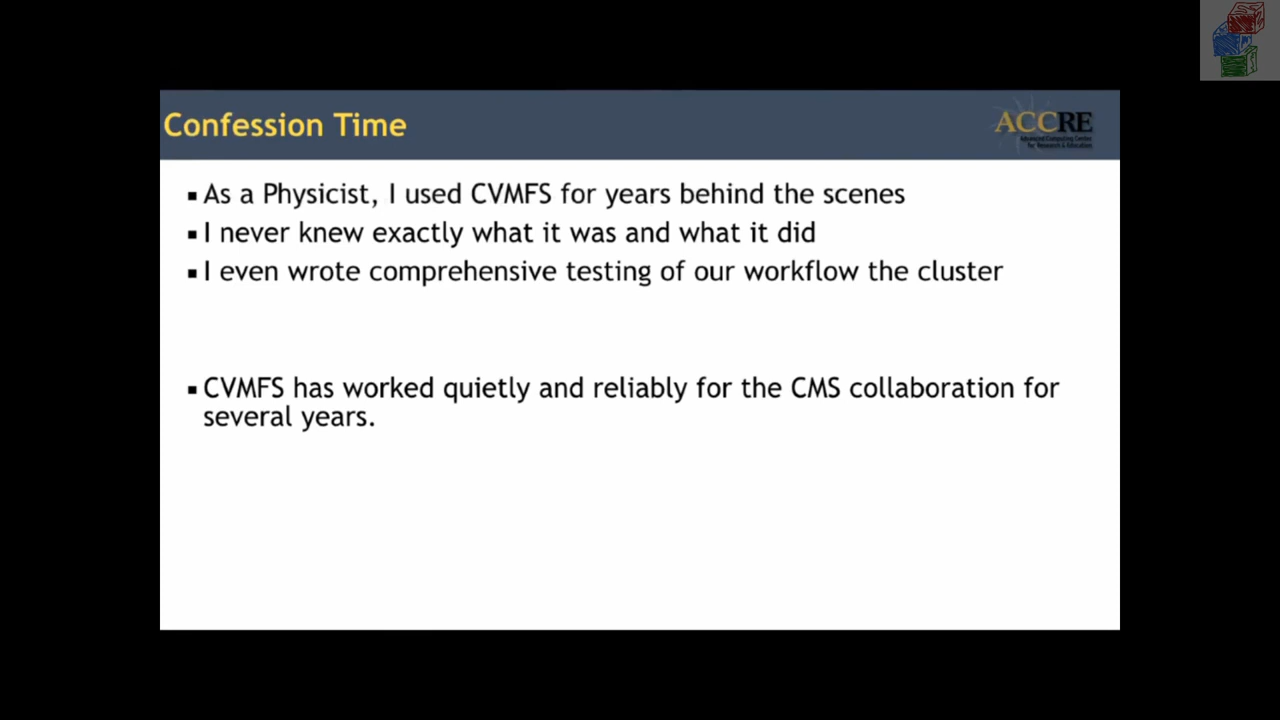 Confession Time
ACCRE
Advanced Computing Center
for Research & Education
▪ As a Physicist, I used CVMFS for years behind the scenes
▪ I never knew exactly what it was and what it did
▪ I even wrote comprehensive testing of our workflow the cluster
▪ CVMFS has worked quietly and reliably for the CMS collaboration for
several years.